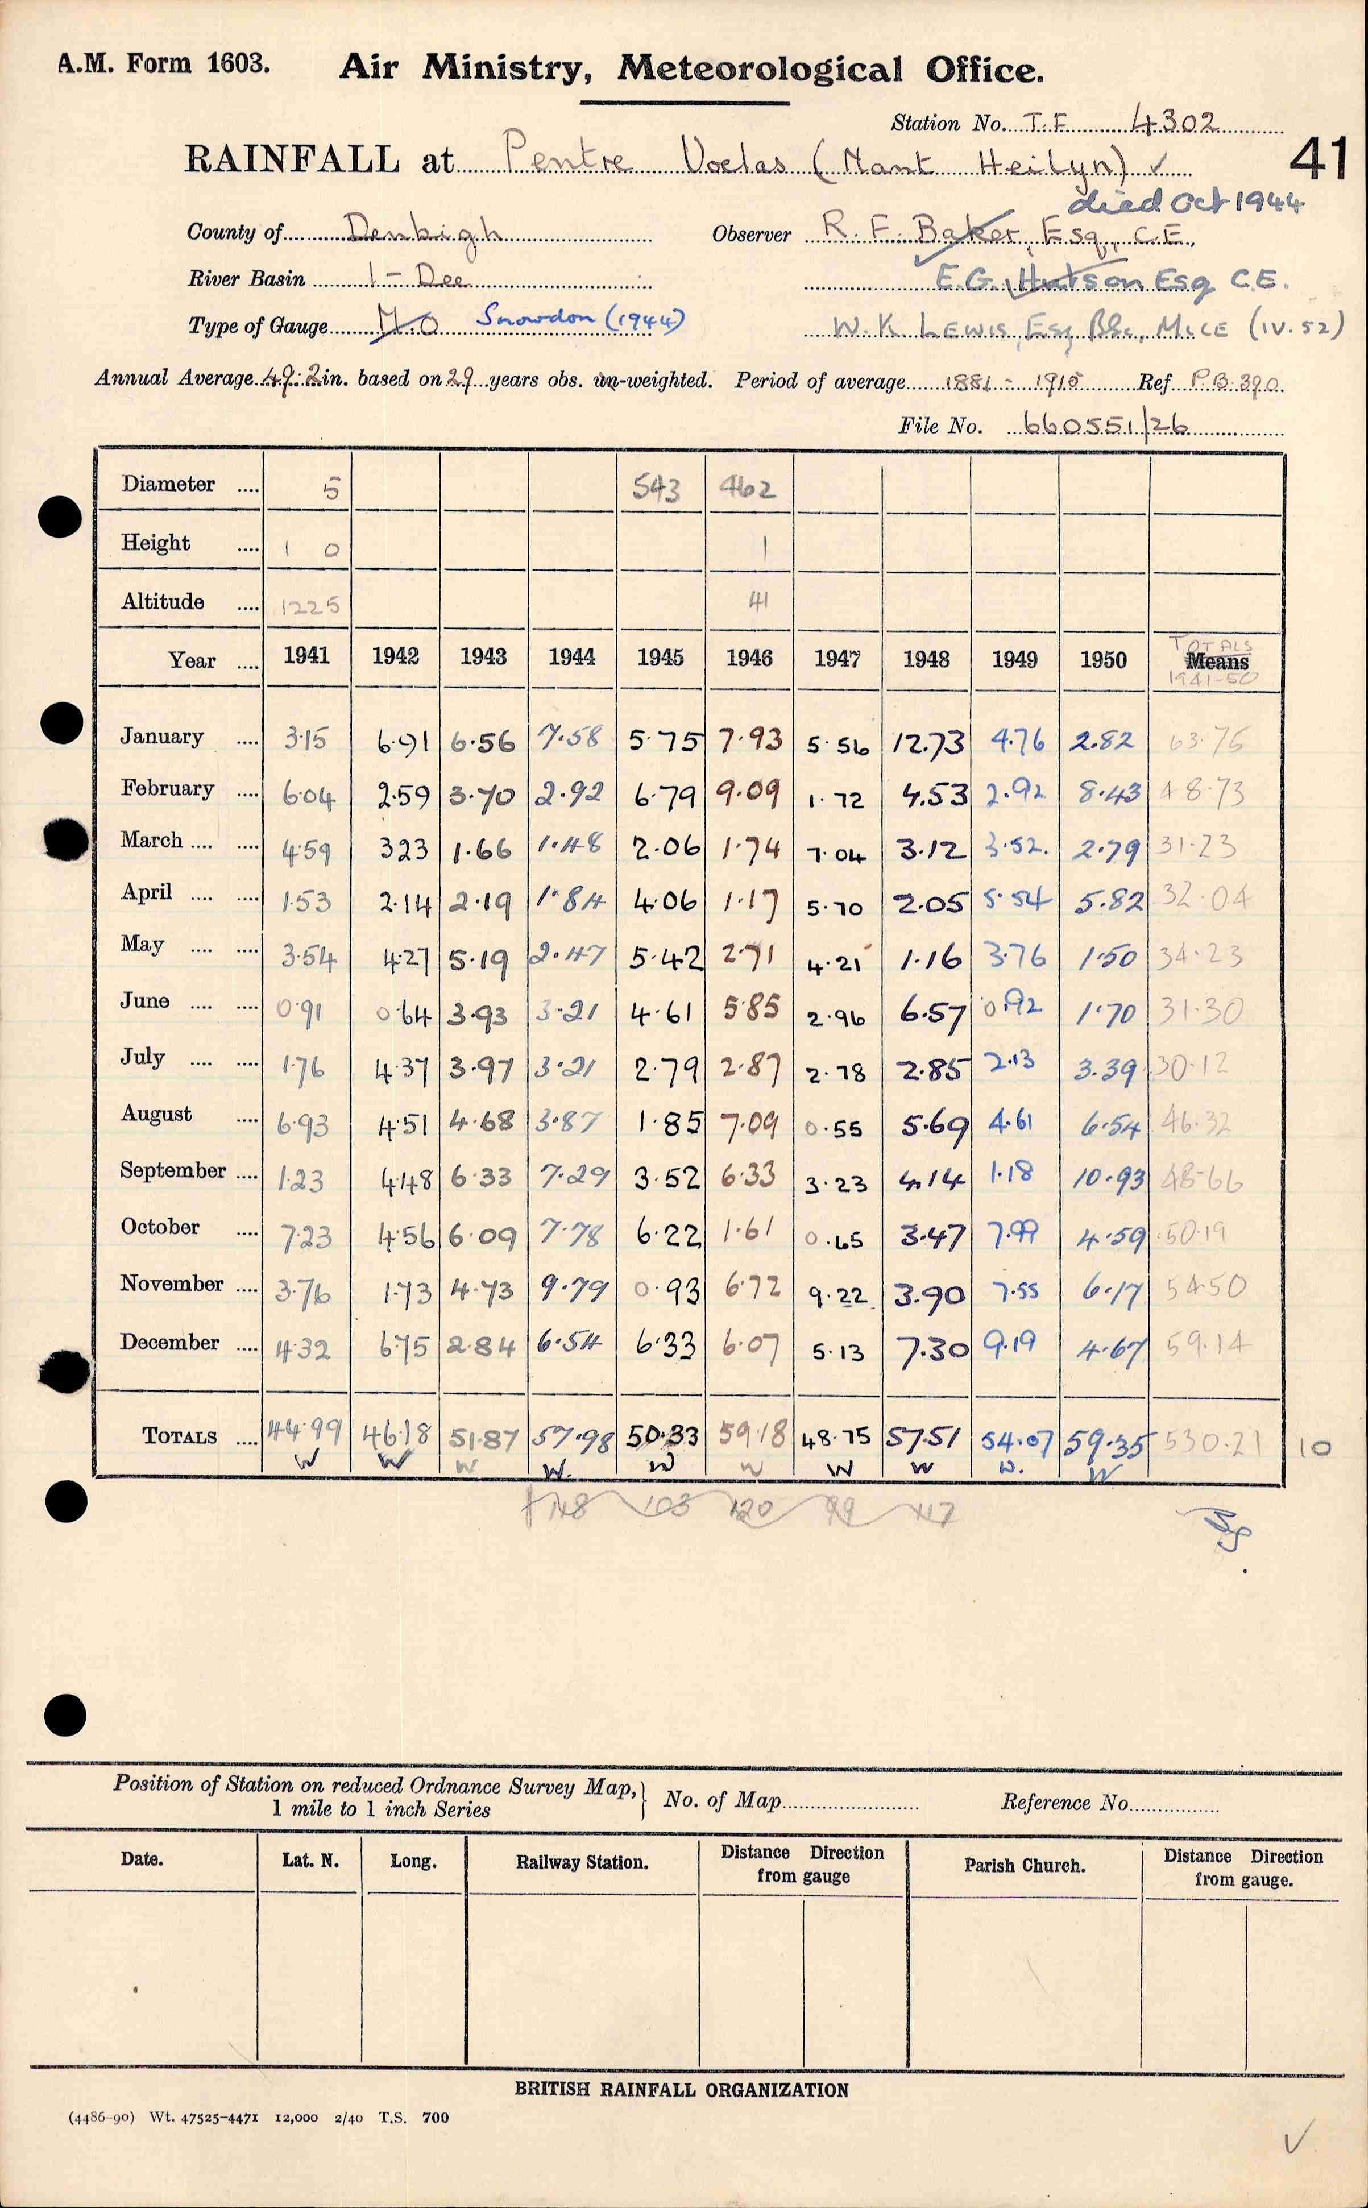 A.M. Form 1603. Air Ministry, Meteorological Office.
Station No. T.F. 4302
RAINFALL at Pentre Voelas (Nant Heilyn) ✓ 41
died Oct 1944
County of Denbigh Observer R. F. Baker, Esq., C.E.,
River Basin 1 - Dee E.G. Hutson Esq C.E.
Type of Gauge M.O Snowdon (1944) W. K. LEWIS, Esq, BSc, MICE (IV. 52)
Annual Average 49.2 in. based on 29 years obs. un-weighted. Period of average 1881 - 1915 Ref P.B. 390
File No. 660551/26
Diameter .... 5 543 462
Height .... 1 0 1
Altitude .... 1225 41
Year .... 1941 1942 1943 1944 1945 1946 1947 1948 1949 1950 Means TOTALS 1941-50
January .... 3.15 6.91 6.56 7.58 5.75 7.93 5.56 12.73 4.76 2.82 63.75
February .... 6.04 2.59 3.70 2.92 6.79 9.09 1.72 4.53 2.92 8.43 48.73
March .... .... 4.59 323 1.66 1.48 2.06 1.74 7.04 3.12 3.52. 2.79 31.23
April .... .... 1.53 2.14 2.19 1.84 4.06 1.17 5.70 2.05 5.54 5.82 32.04
May .... .... 3.54 4.27 5.19 2.47 5.42 2.71 4.21 1.16 3.76 1.50 34.23
June .... .... 0.91 0.64 3.93 3.21 4.61 5.85 2.96 6.57 0.92 1.70 31.30
July .... .... 1.76 4.37 3.97 3.21 2.79 2.87 2.78 2.85 2.13 3.39 30.12
August .... 6.93 4.51 4.68 3.87 1.85 7.09 0.55 5.69 4.61 6.54 46.32
September .... 1.23 4.48 6.33 7.29 3.52 6.33 3.23 4.14 1.18 10.93 48.66
October .... 7.23 4.56 6.09 7.78 6.22 1.61 0.65 3.47 7.99 4.59 50.19
November .... 3.76 1.73 4.73 9.79 0.93 6.72 9.22 3.90 7.55 6.17 54.50
December .... 4.32 6.75 2.84 6.54 6.33 6.07 5.13 7.30 9.19 4.67 59.14
TOTALS .... 44.99 46.18 51.87 57.98 50.33 59.18 48.75 57.51 54.07 59.35 530.21 10
W W W W. W W W W W. W
118 103 120 99 117
Position of Station on reduced Ordnance Survey Map, 1 mile to 1 inch Series } No. of Map Reference No.
Date. Lat. N. Long. Railway Station. Distance Direction from gauge Parish Church. Distance Direction from gauge.
BRITISH RAINFALL ORGANIZATION
(4486-90) Wt. 47525-4471 12,000 2/40 T.S. 700
✓